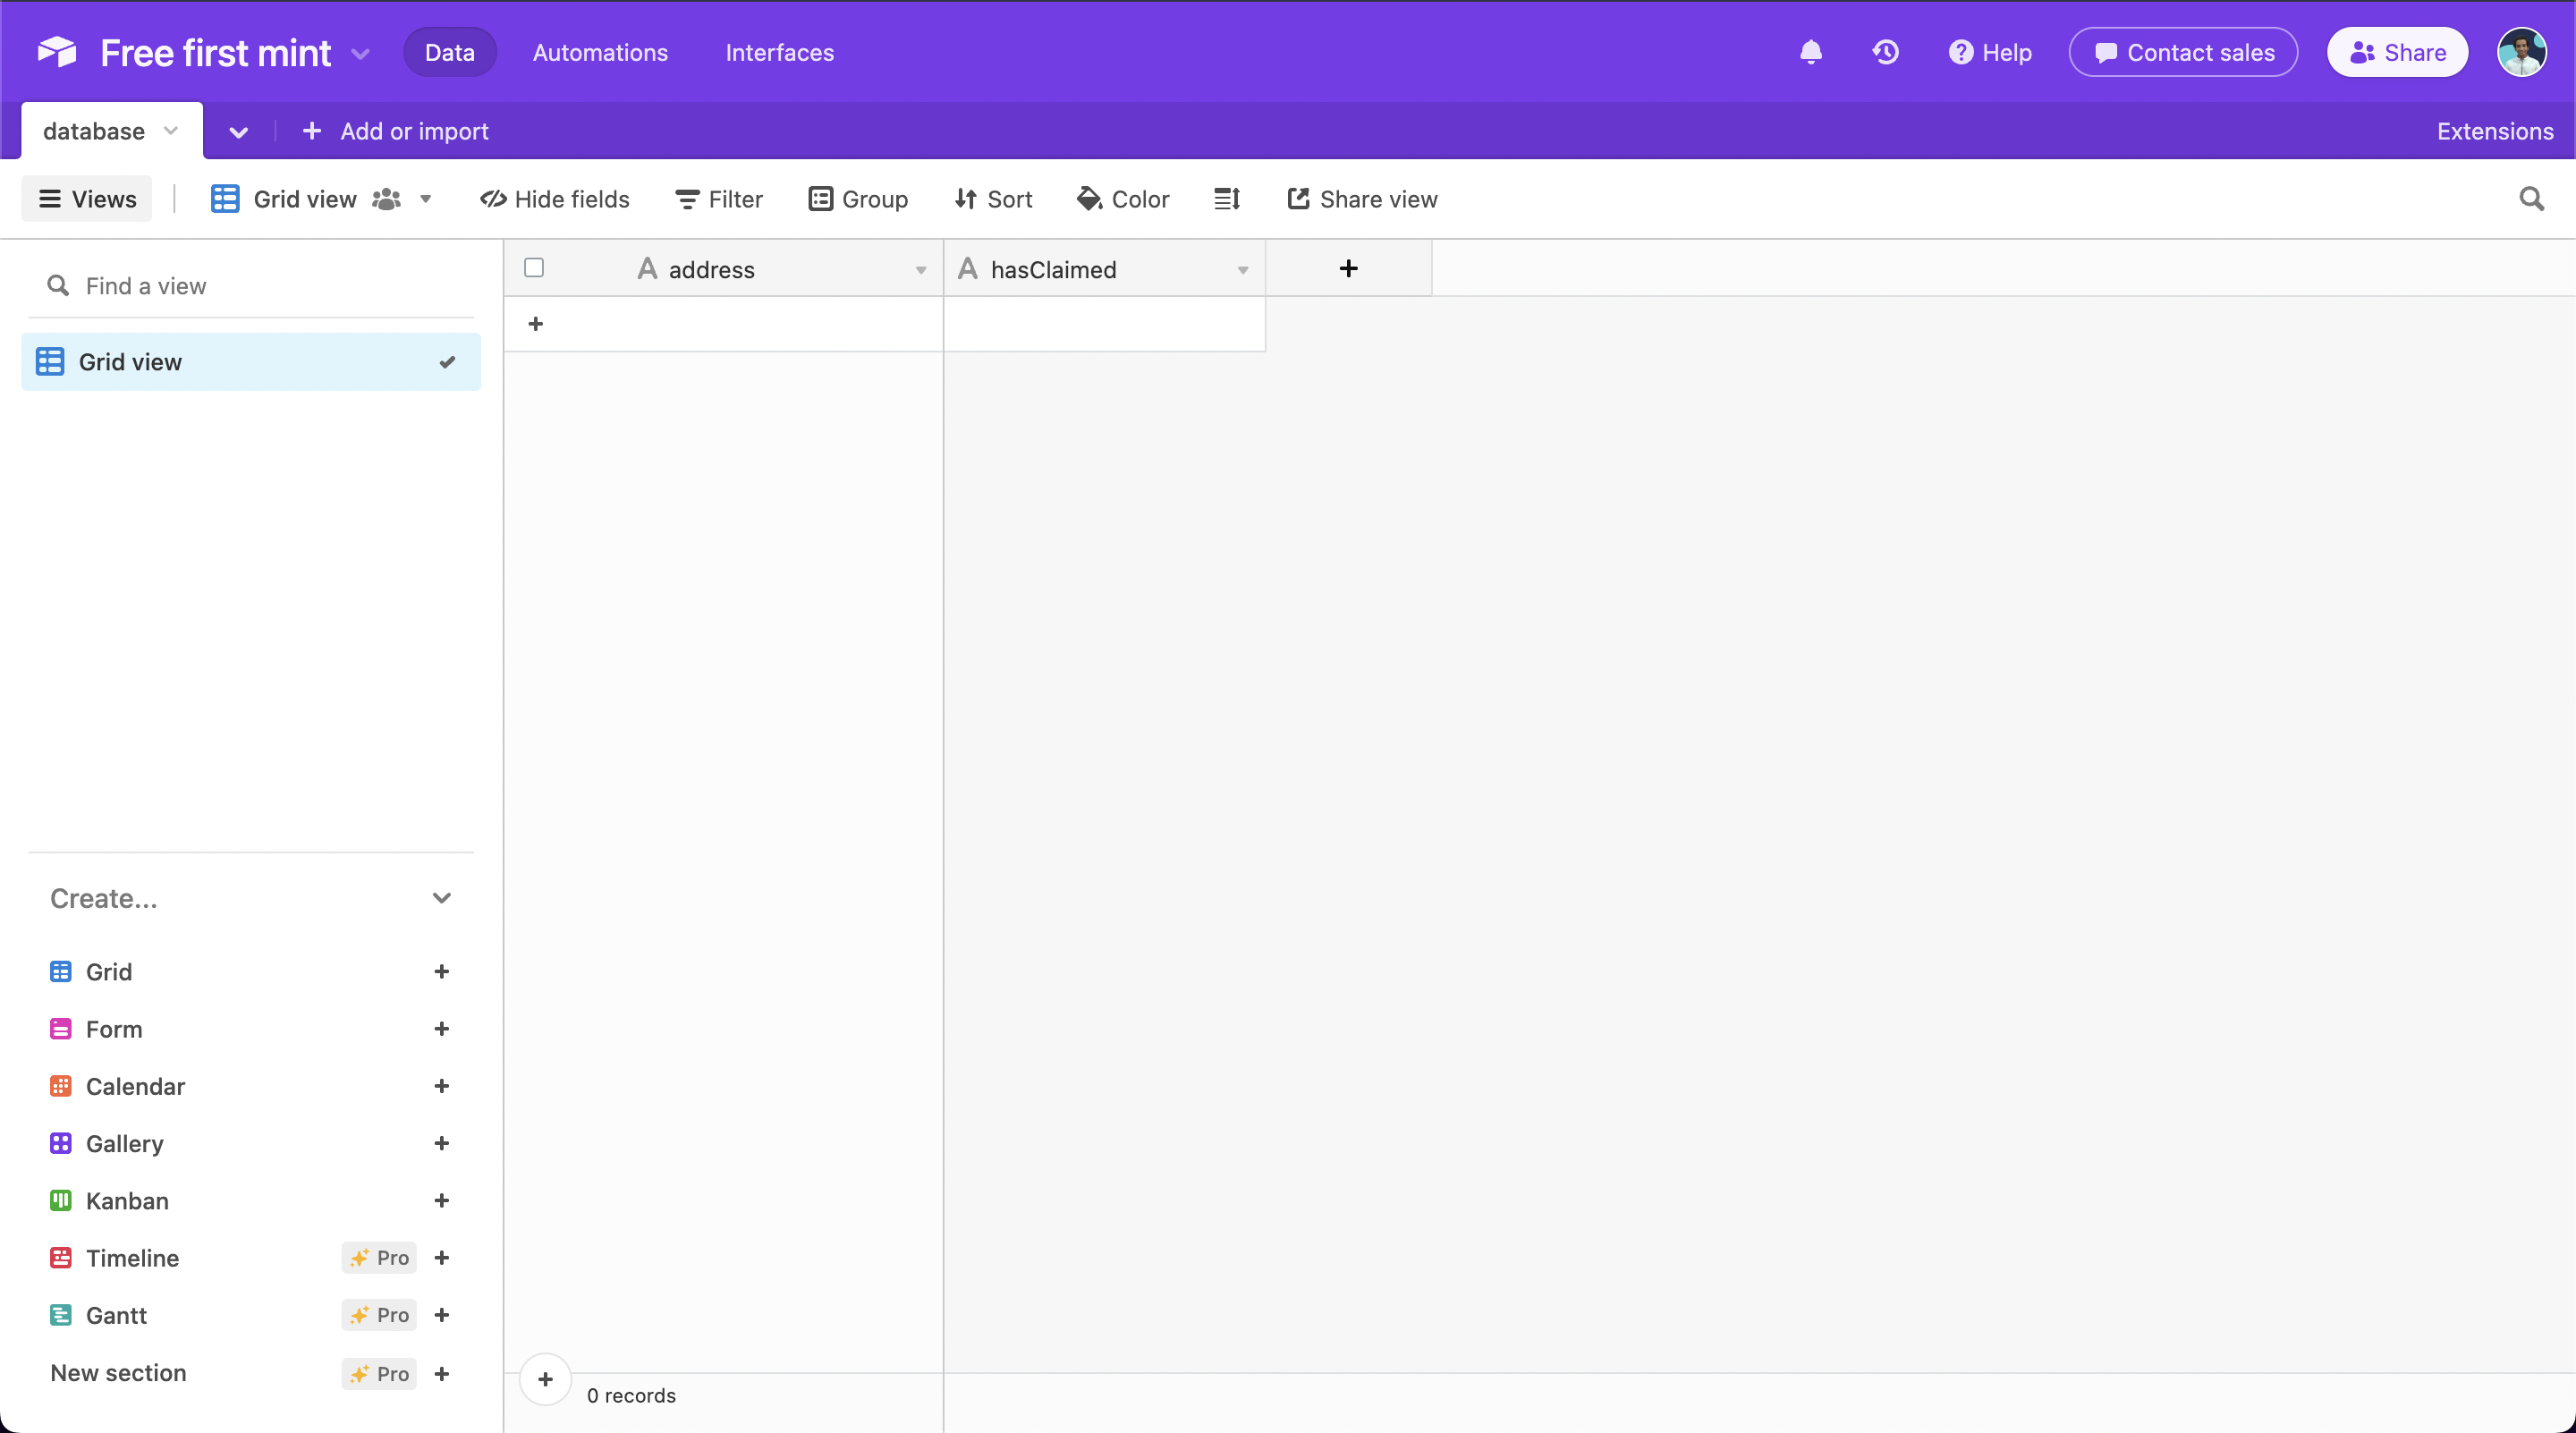 Free first mint
Data
Automations
Interfaces
Help
Contact sales
Share
database
Add or import
Extensions
Views
Grid view
Hide fields
Filter
Group
Sort
Color
Share view
Find a view
Grid view
address
hasClaimed
Create...
Grid
Form
Calendar
Gallery
Kanban
Timeline Pro
Gantt Pro
New section Pro
0 records